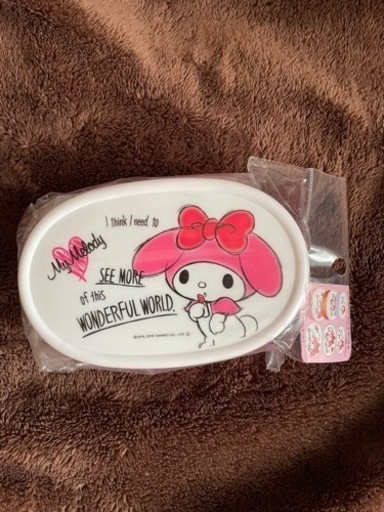 I think I need to
My Melody
SEE MORE
of this
WONDERFUL WORLD.